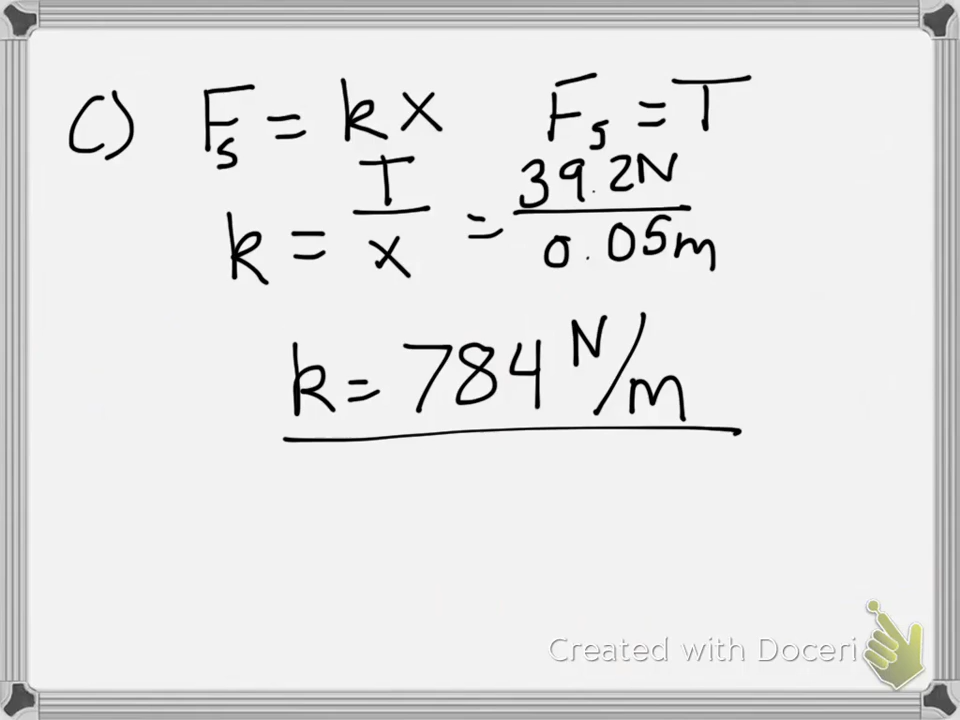 C) Fs = kx Fs = T
k = T/x = 39.2N/0.05m
k = 784 N/m
Created with Doceri